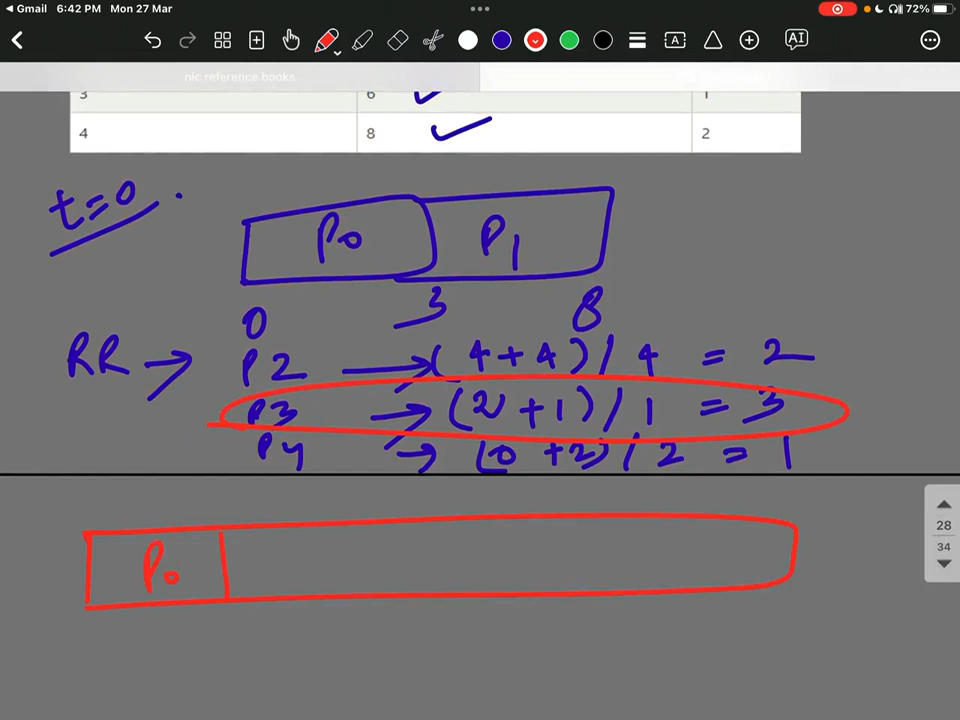 Gmail 6:42 PM Mon 27 Mar 72%
A AI
nic reference books
3 6 1
4 8 2
t=0
P0 P1
0 3 8
RR → P2 → (4+4)/4 = 2
P3 → (2+1)/1 = 3
P4 → (0+2)/2 = 1
28
34
P0